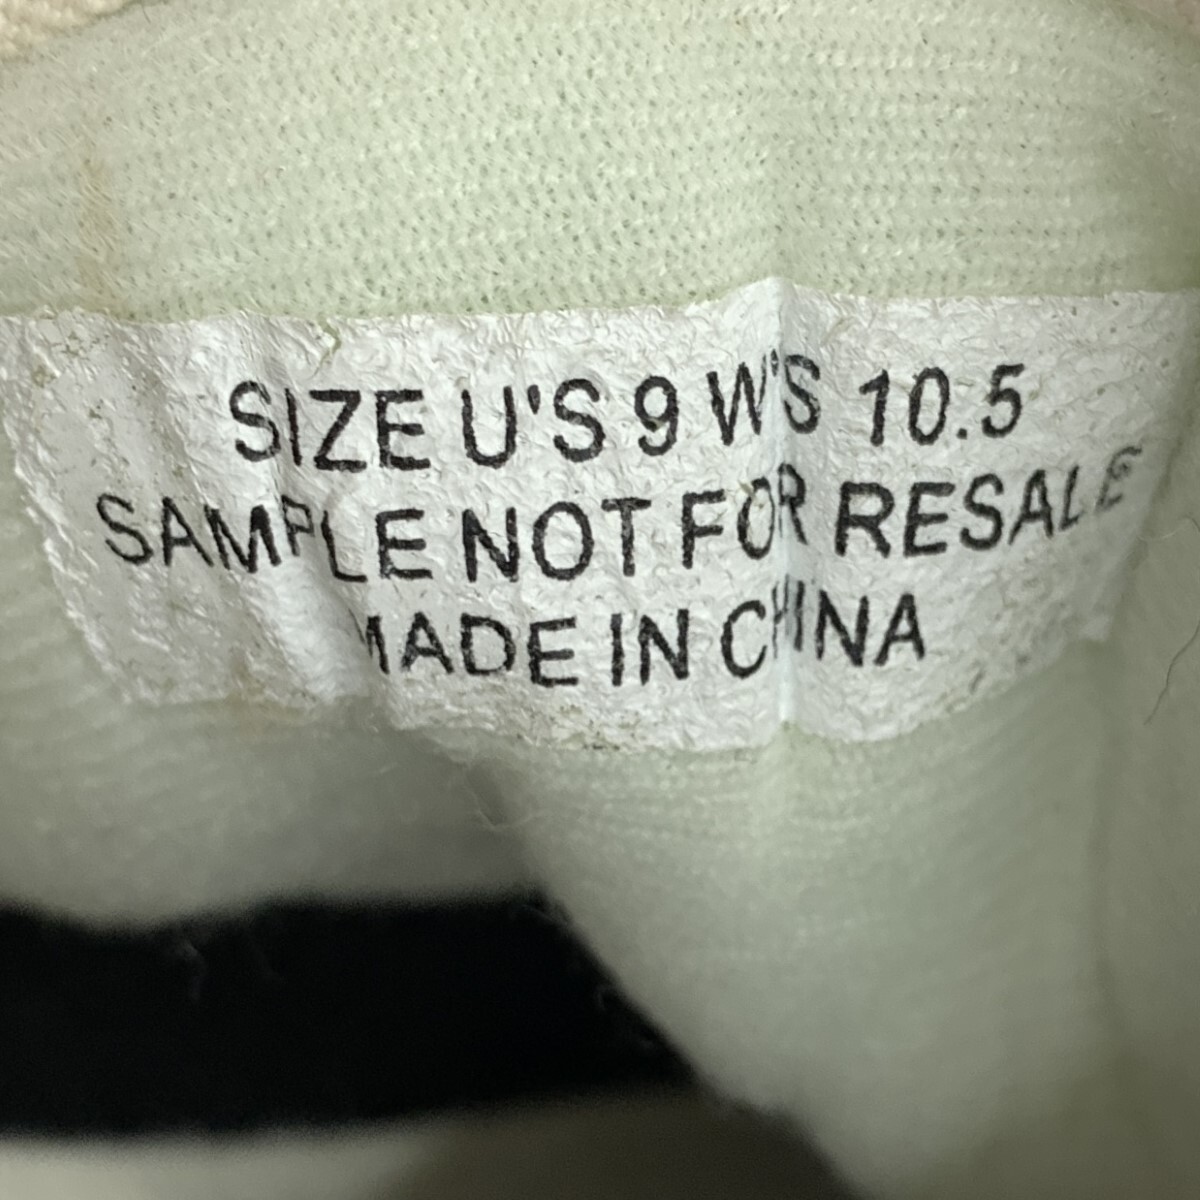 SIZE U'S 9 W'S 10.5
SAMPLE NOT FOR RESALE
MADE IN CHINA